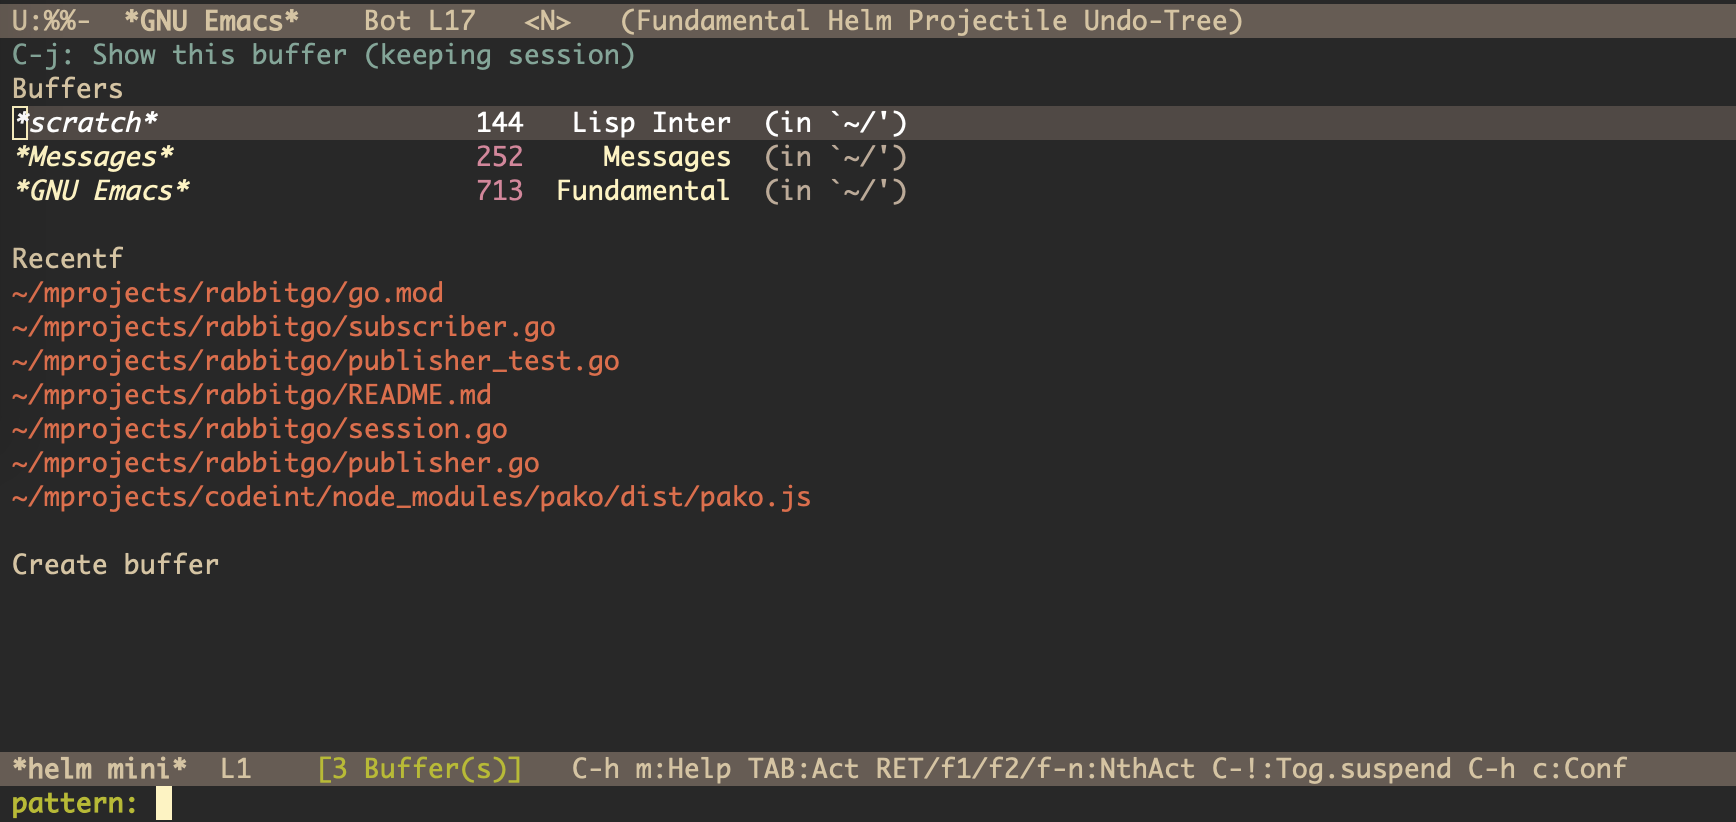 U:%%-  *GNU Emacs*    Bot L17   <N>   (Fundamental Helm Projectile Undo-Tree)
C-j: Show this buffer (keeping session)
Buffers
*scratch*                    144   Lisp Inter  (in `~/')
*Messages*                   252     Messages  (in `~/')
*GNU Emacs*                  713  Fundamental  (in `~/')
Recentf
~/mprojects/rabbitgo/go.mod
~/mprojects/rabbitgo/subscriber.go
~/mprojects/rabbitgo/publisher_test.go
~/mprojects/rabbitgo/README.md
~/mprojects/rabbitgo/session.go
~/mprojects/rabbitgo/publisher.go
~/mprojects/codeint/node_modules/pako/dist/pako.js
Create buffer
*helm mini*  L1    [3 Buffer(s)]   C-h m:Help TAB:Act RET/f1/f2/f-n:NthAct C-!:Tog.suspend C-h c:Conf
pattern: